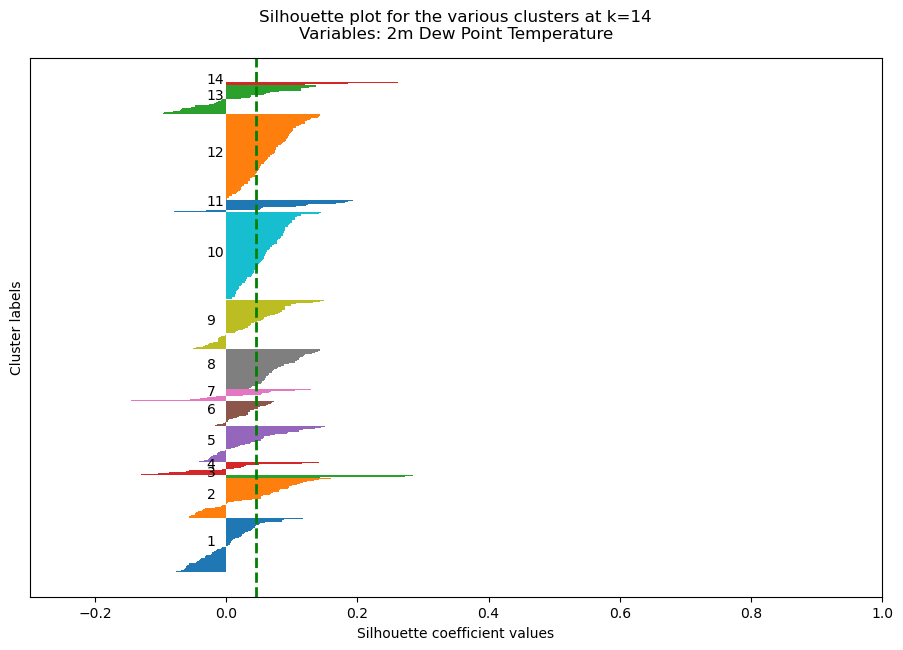 Silhouette plot for the various clusters at k=14
Variables: 2m Dew Point Temperature
14
13
12
11
10
9
8
7
6
5
4
3
2
1
Cluster labels
−0.2 0.0 0.2 0.4 0.6 0.8 1.0
Silhouette coefficient values